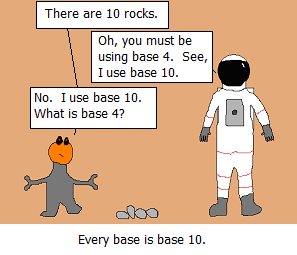 There are 10 rocks.
Oh, you must be
using base 4.  See,
I use base 10.
No.  I use base 10.
What is base 4?
Every base is base 10.